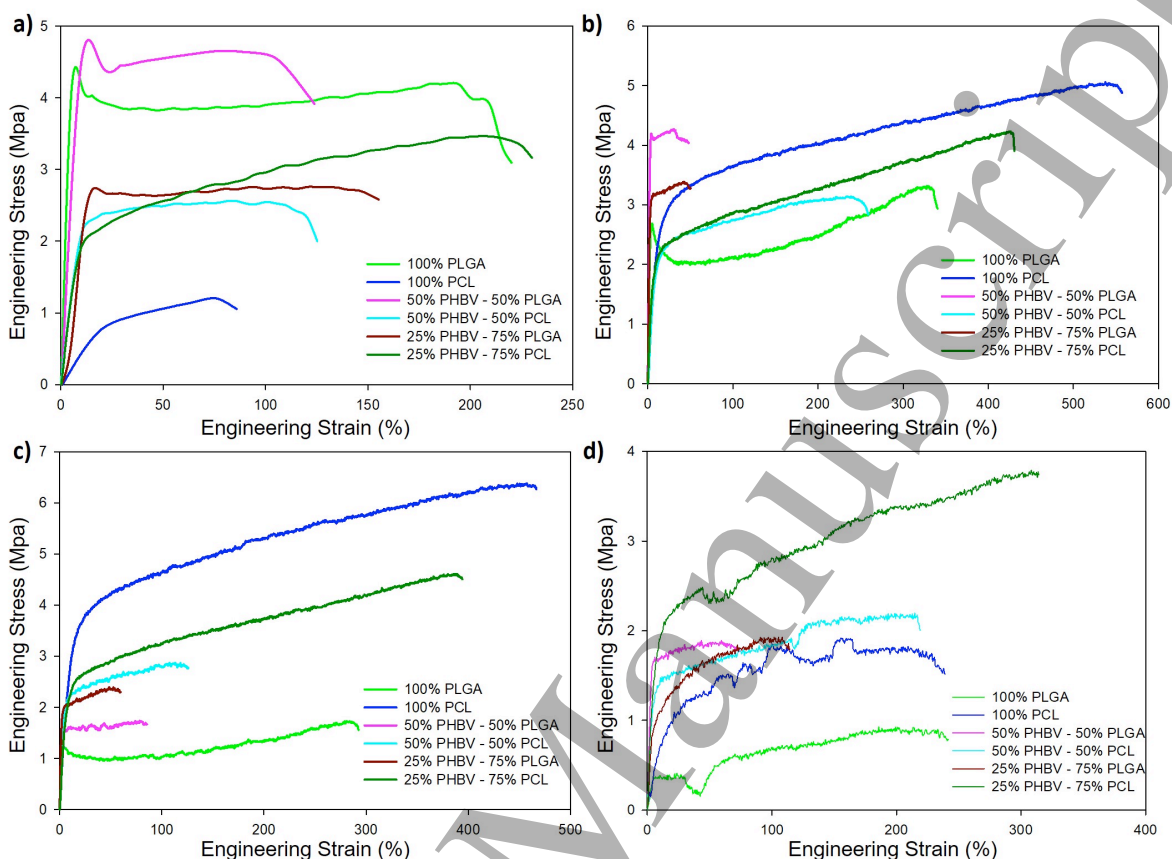 a)
5
4
3
2
1
0
Engineering Stress (Mpa)
100% PLGA
100% PCL
50% PHBV - 50% PLGA
50% PHBV - 50% PCL
25% PHBV - 75% PLGA
25% PHBV - 75% PCL
0 50 100 150 200 250
Engineering Strain (%)
b)
6
5
4
3
2
1
0
Engineering Stress (Mpa)
100% PLGA
100% PCL
50% PHBV - 50% PLGA
50% PHBV - 50% PCL
25% PHBV - 75% PLGA
25% PHBV - 75% PCL
0 100 200 300 400 500 600
Engineering Strain (%)
c)
7
6
5
4
3
2
1
0
Engineering Stress (Mpa)
100% PLGA
100% PCL
50% PHBV - 50% PLGA
50% PHBV - 50% PCL
25% PHBV - 75% PLGA
25% PHBV - 75% PCL
0 100 200 300 400 500
Engineering Strain (%)
d)
4
3
2
1
0
Engineering Stress (Mpa)
100% PLGA
100% PCL
50% PHBV - 50% PLGA
50% PHBV - 50% PCL
25% PHBV - 75% PLGA
25% PHBV - 75% PCL
0 100 200 300 400
Engineering Strain (%)
Manuscrip